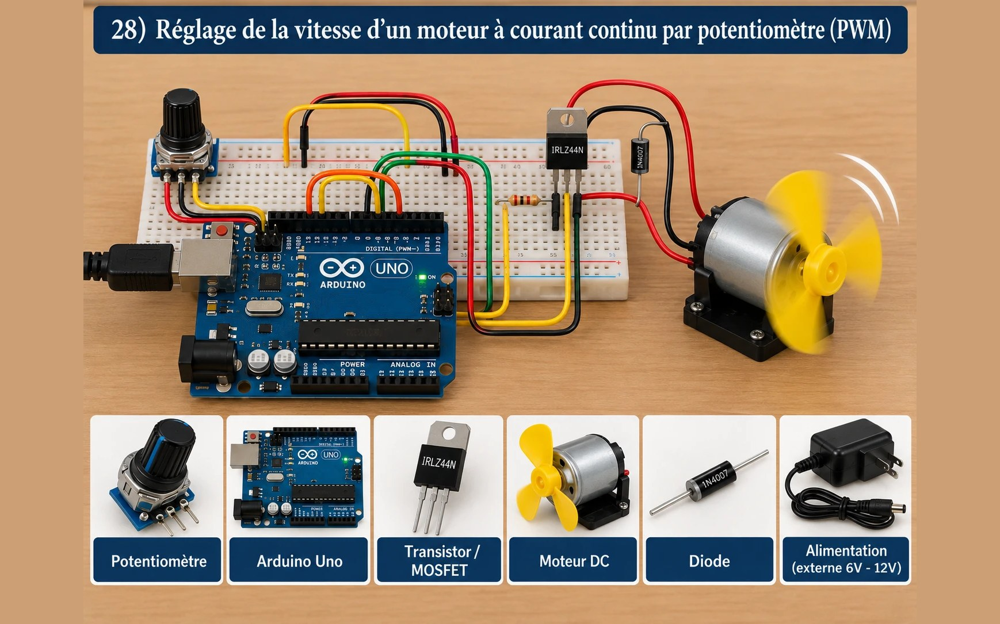 28) Réglage de la vitesse d'un moteur à courant continu par potentiomètre (PWM)
IRLZ44N
1N4007
DIGITAL (PWM~)
UNO
ARDUINO
ON
TX
RX
POWER
ANALOG IN
IRLZ44N
1N4007
UNO
ARDUINO
Potentiomètre
Arduino Uno
Transistor /
MOSFET
Moteur DC
Diode
Alimentation
(externe 6V - 12V)